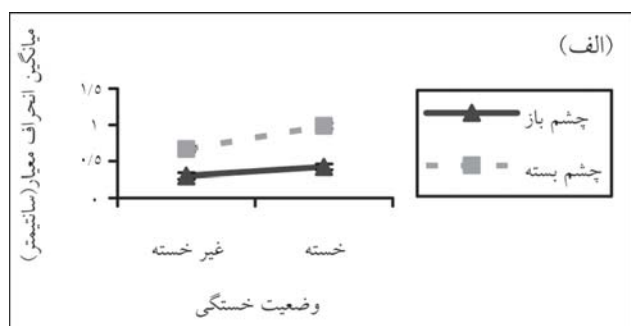 (الف)
میانگین انحراف معیار(سانتیمتر)
۱/۵
۱
۰/۵
۰
غیر خسته
خسته
وضعیت خستگی
چشم باز
چشم بسته